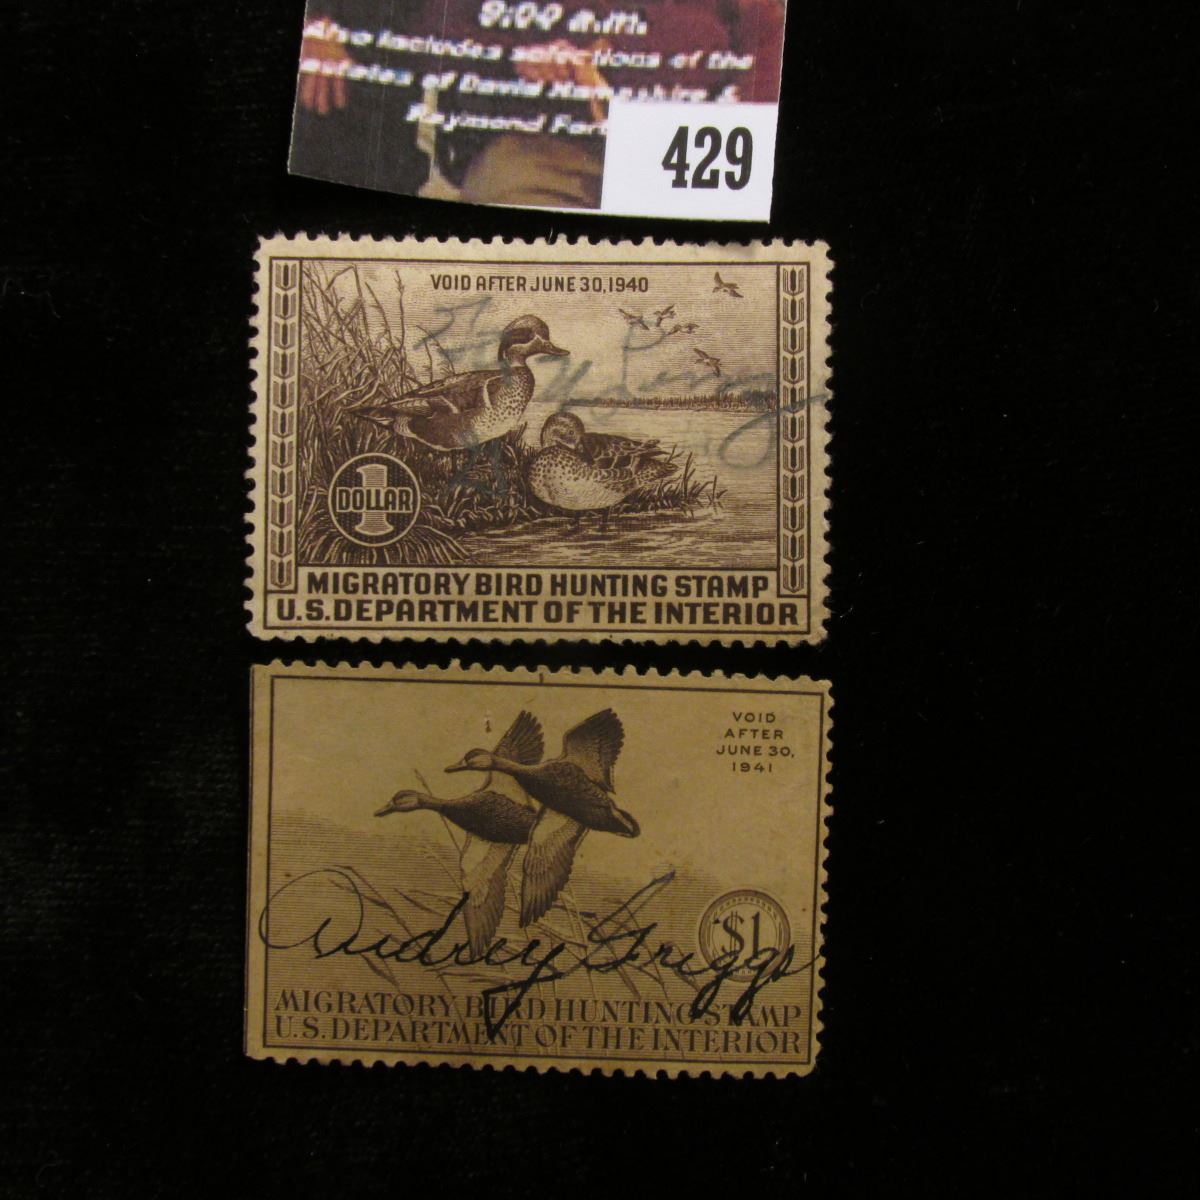 9:00 a.m.
Also includes selections of the
estates of David Hampshire &
Raymond
429
VOID AFTER JUNE 30, 1940
1
DOLLAR
MIGRATORY BIRD HUNTING STAMP
U.S. DEPARTMENT OF THE INTERIOR
VOID
AFTER
JUNE 30,
1941
$1
Audrey Griggs
MIGRATORY BIRD HUNTING STAMP
U.S. DEPARTMENT OF THE INTERIOR